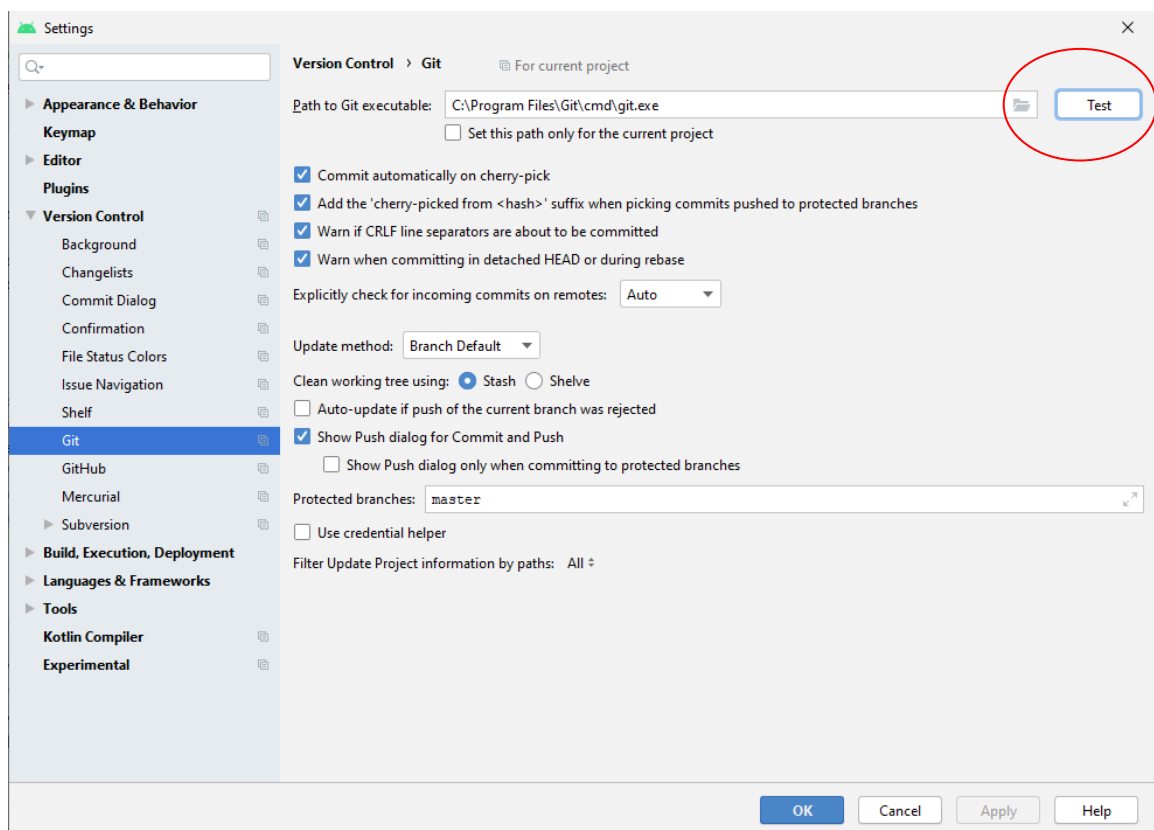 Settings
Version Control › Git For current project
Path to Git executable: C:\Program Files\Git\cmd\git.exe Test
Set this path only for the current project
Appearance & Behavior
Keymap
Editor
Plugins
Version Control
Background
Changelists
Commit Dialog
Confirmation
File Status Colors
Issue Navigation
Shelf
Git
GitHub
Mercurial
Subversion
Build, Execution, Deployment
Languages & Frameworks
Tools
Kotlin Compiler
Experimental
Commit automatically on cherry-pick
Add the 'cherry-picked from <hash>' suffix when picking commits pushed to protected branches
Warn if CRLF line separators are about to be committed
Warn when committing in detached HEAD or during rebase
Explicitly check for incoming commits on remotes: Auto
Update method: Branch Default
Clean working tree using: Stash Shelve
Auto-update if push of the current branch was rejected
Show Push dialog for Commit and Push
Show Push dialog only when committing to protected branches
Protected branches: master
Use credential helper
Filter Update Project information by paths: All
OK Cancel Apply Help